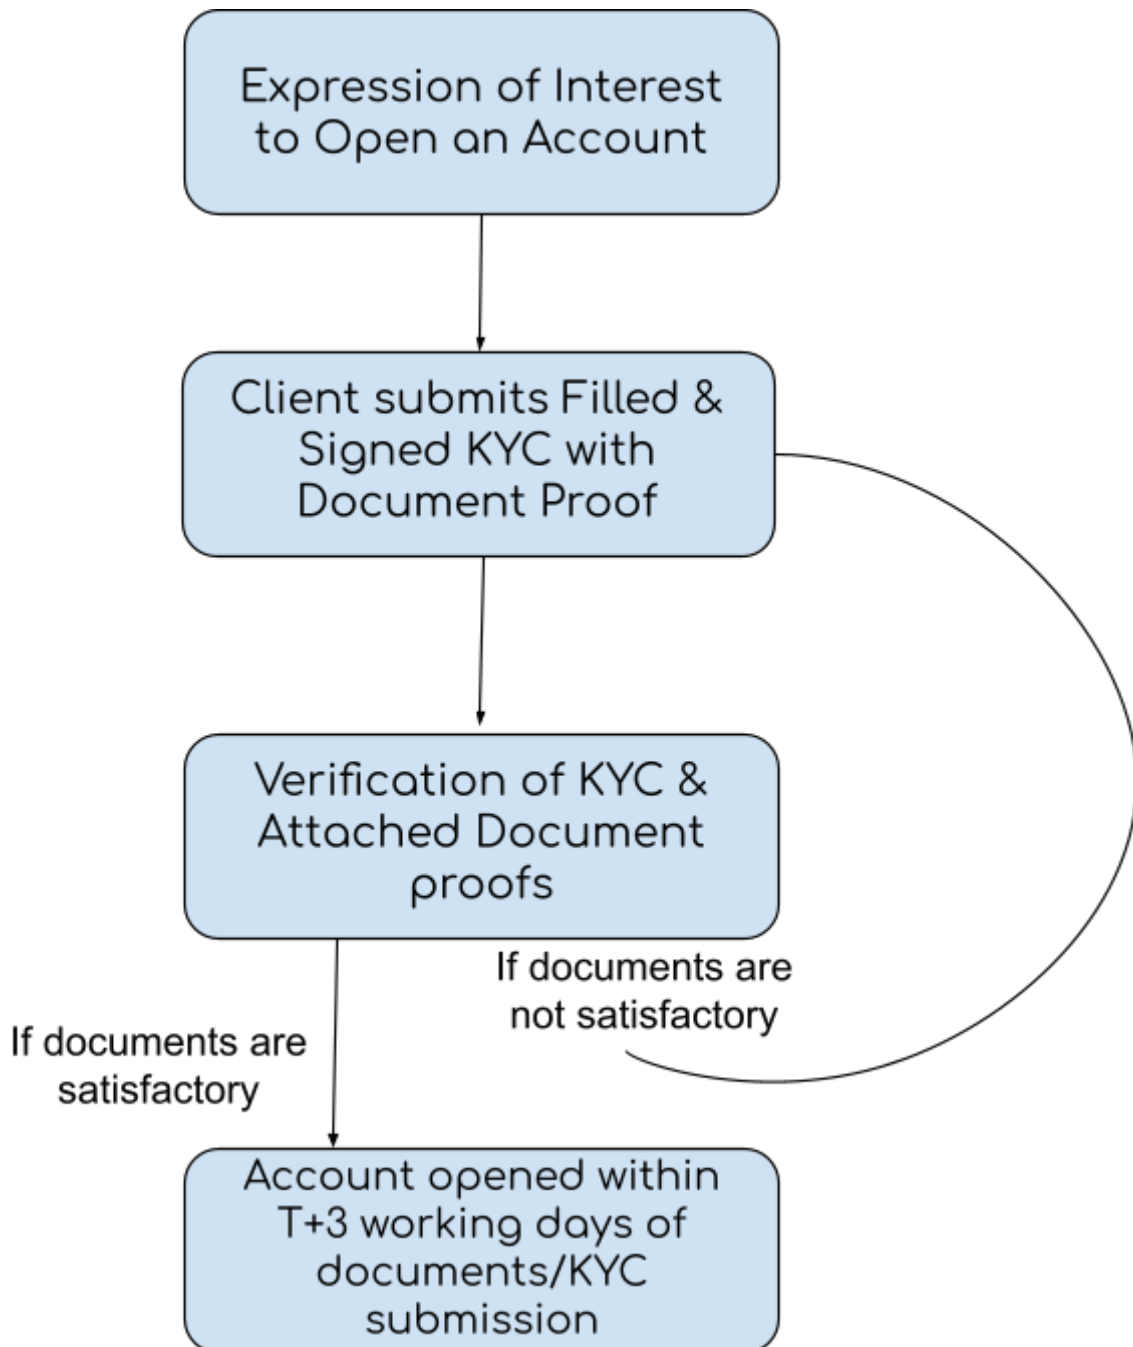 Expression of Interest
to Open an Account
Client submits Filled &
Signed KYC with
Document Proof
Verification of KYC &
Attached Document
proofs
If documents are
not satisfactory
If documents are
satisfactory
Account opened within
T+3 working days of
documents/KYC
submission